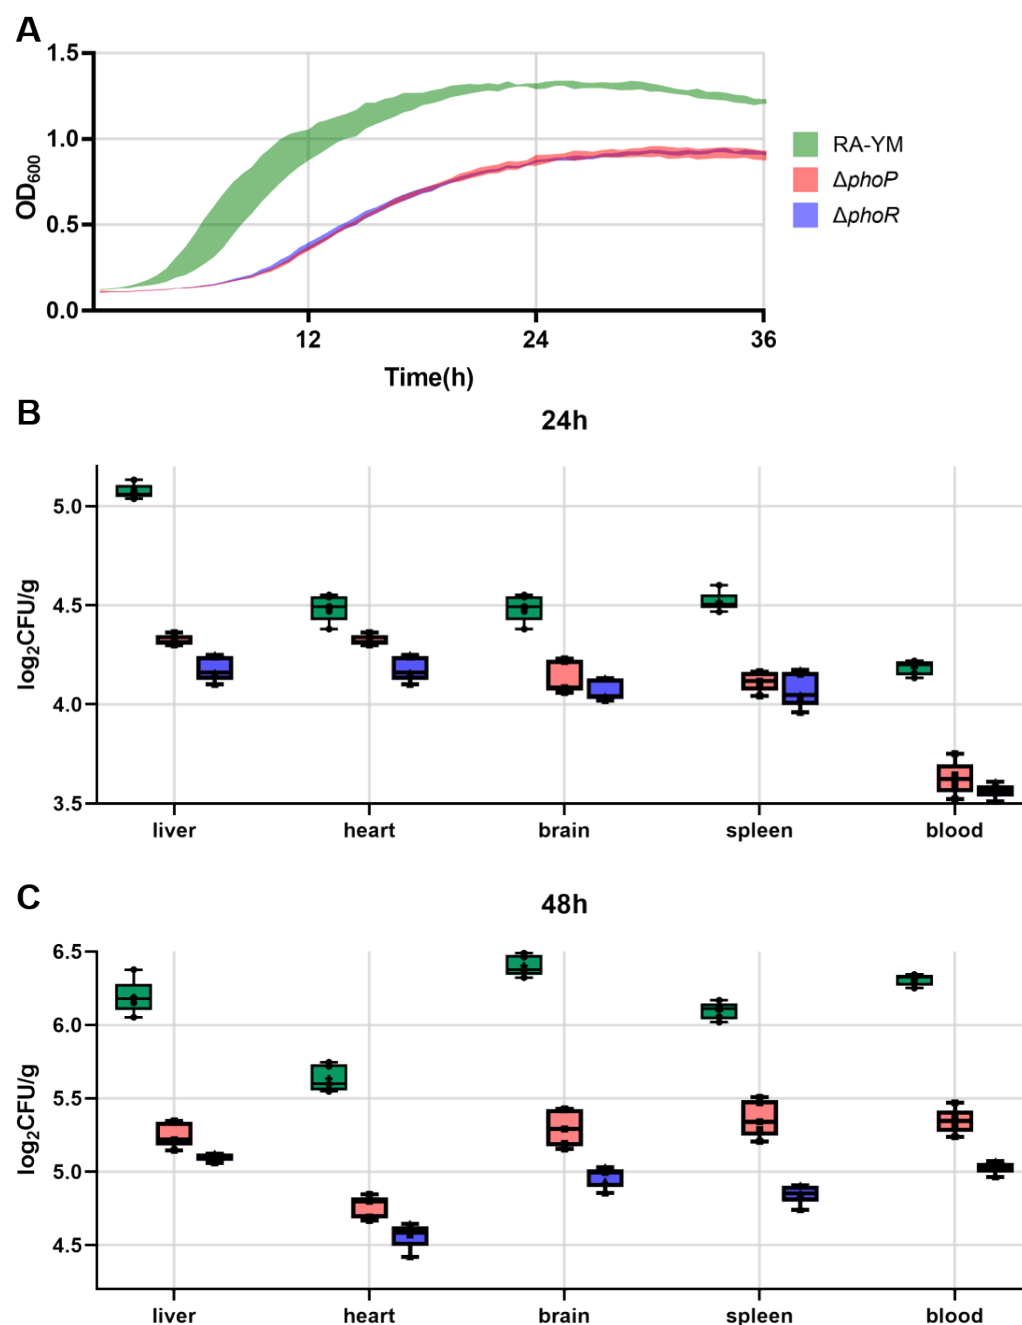 A
1.5
1.0
0.5
0.0
OD600
12 24 36
Time(h)
RA-YM
ΔphoP
ΔphoR
B
24h
5.0
4.5
4.0
3.5
log2CFU/g
liver heart brain spleen blood
C
48h
6.5
6.0
5.5
5.0
4.5
log2CFU/g
liver heart brain spleen blood